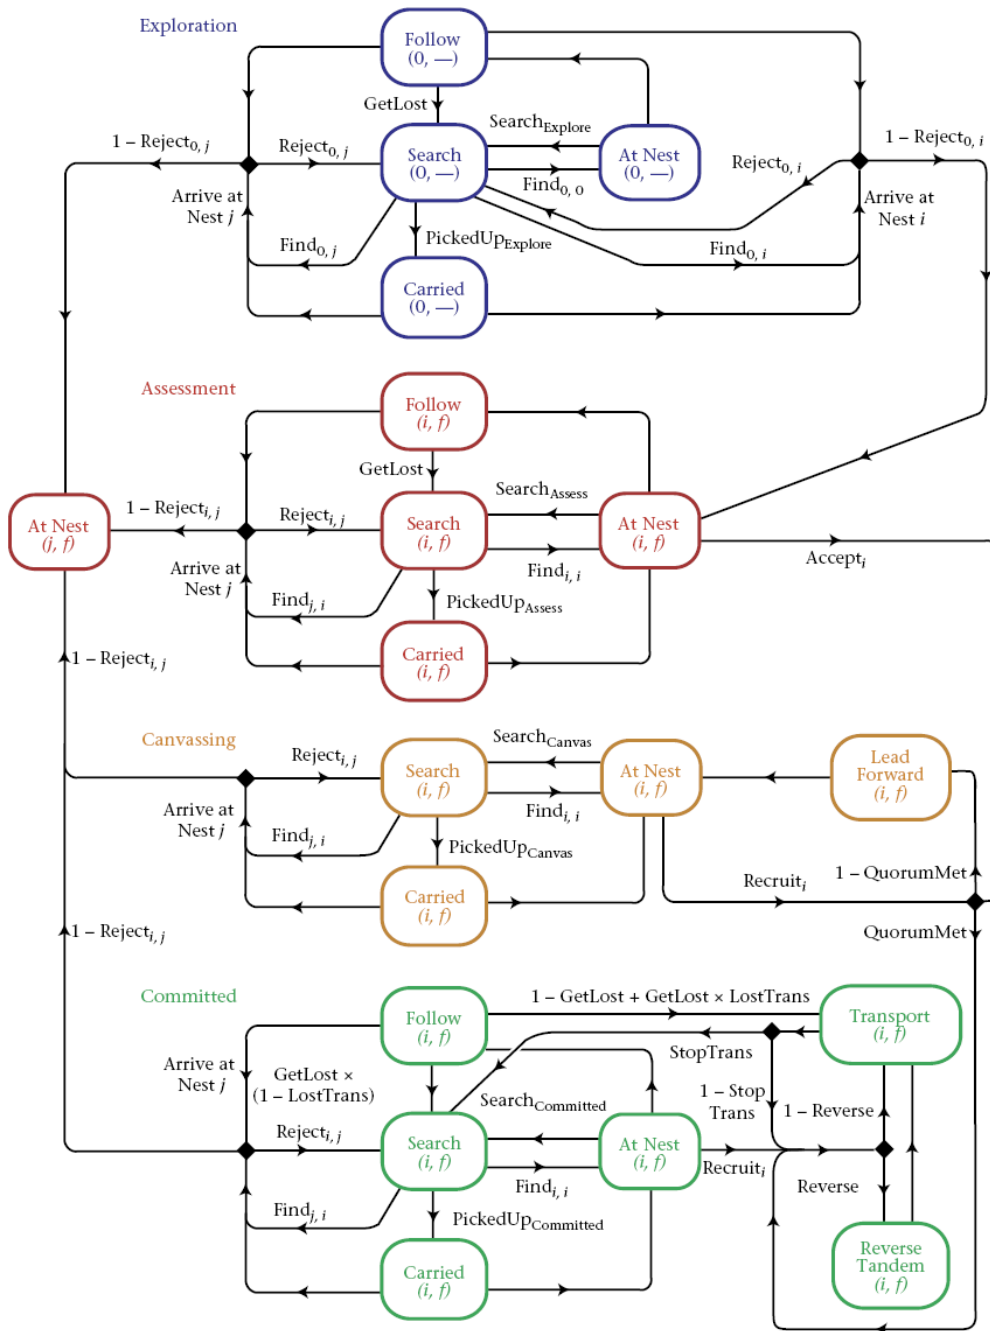 Exploration
Follow
(0, —)
GetLost
Search_Explore
1 – Reject_0, j
Reject_0, j
Search
(0, —)
At Nest
(0, —)
Find_0, 0
Reject_0, i
1 – Reject_0, i
Arrive at
Nest j
Arrive at
Nest i
Find_0, j
PickedUp_Explore
Find_0, i
Carried
(0, —)
Assessment
Follow
(i, f)
GetLost
Search_Assess
At Nest
(j, f)
1 – Reject_i, j
Reject_i, j
Search
(i, f)
At Nest
(i, f)
Find_i, i
Accept_i
Arrive at
Nest j
Find_j, i
PickedUp_Assess
Carried
(i, f)
1 – Reject_i, j
Canvassing
Reject_i, j
Search
(i, f)
Search_Canvas
At Nest
(i, f)
Lead
Forward
(i, f)
Find_i, i
Arrive at
Nest j
Find_j, i
PickedUp_Canvas
Carried
(i, f)
Recruit_i
1 – QuorumMet
QuorumMet
1 – Reject_i, j
Committed
Follow
(i, f)
1 – GetLost + GetLost × LostTrans
Transport
(i, f)
StopTrans
Arrive at
Nest j
GetLost ×
(1 – LostTrans)
Search_Committed
1 – Stop
Trans
1 – Reverse
Reject_i, j
Search
(i, f)
At Nest
(i, f)
Find_i, i
Recruit_i
Reverse
Find_j, i
PickedUp_Committed
Carried
(i, f)
Reverse
Tandem
(i, f)